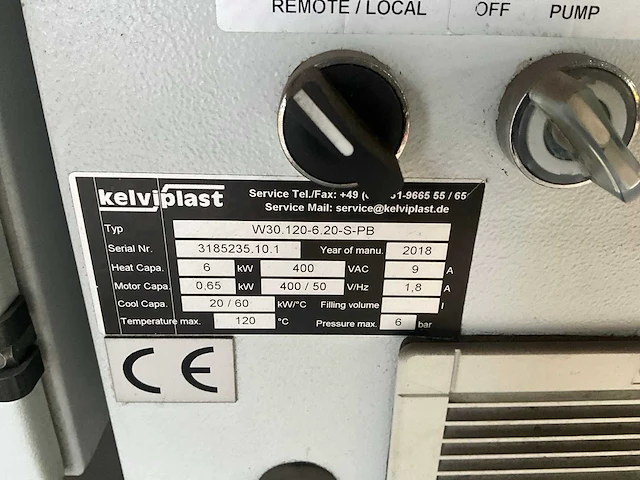 REMOTE / LOCAL OFF PUMP
kelviplast
Service Tel./Fax: +49 31-9665 55 / 65
Service Mail: service@kelviplast.de
Typ W30.120-6.20-S-PB
Serial Nr. 3185235.10.1 Year of manu. 2018
Heat Capa. 6 kW 400 VAC 9 A
Motor Capa. 0,65 kW 400 / 50 V/Hz 1,8 A
Cool Capa. 20 / 60 kW/°C Filling volume l
Temperature max. 120 °C Pressure max. 6 bar
CE